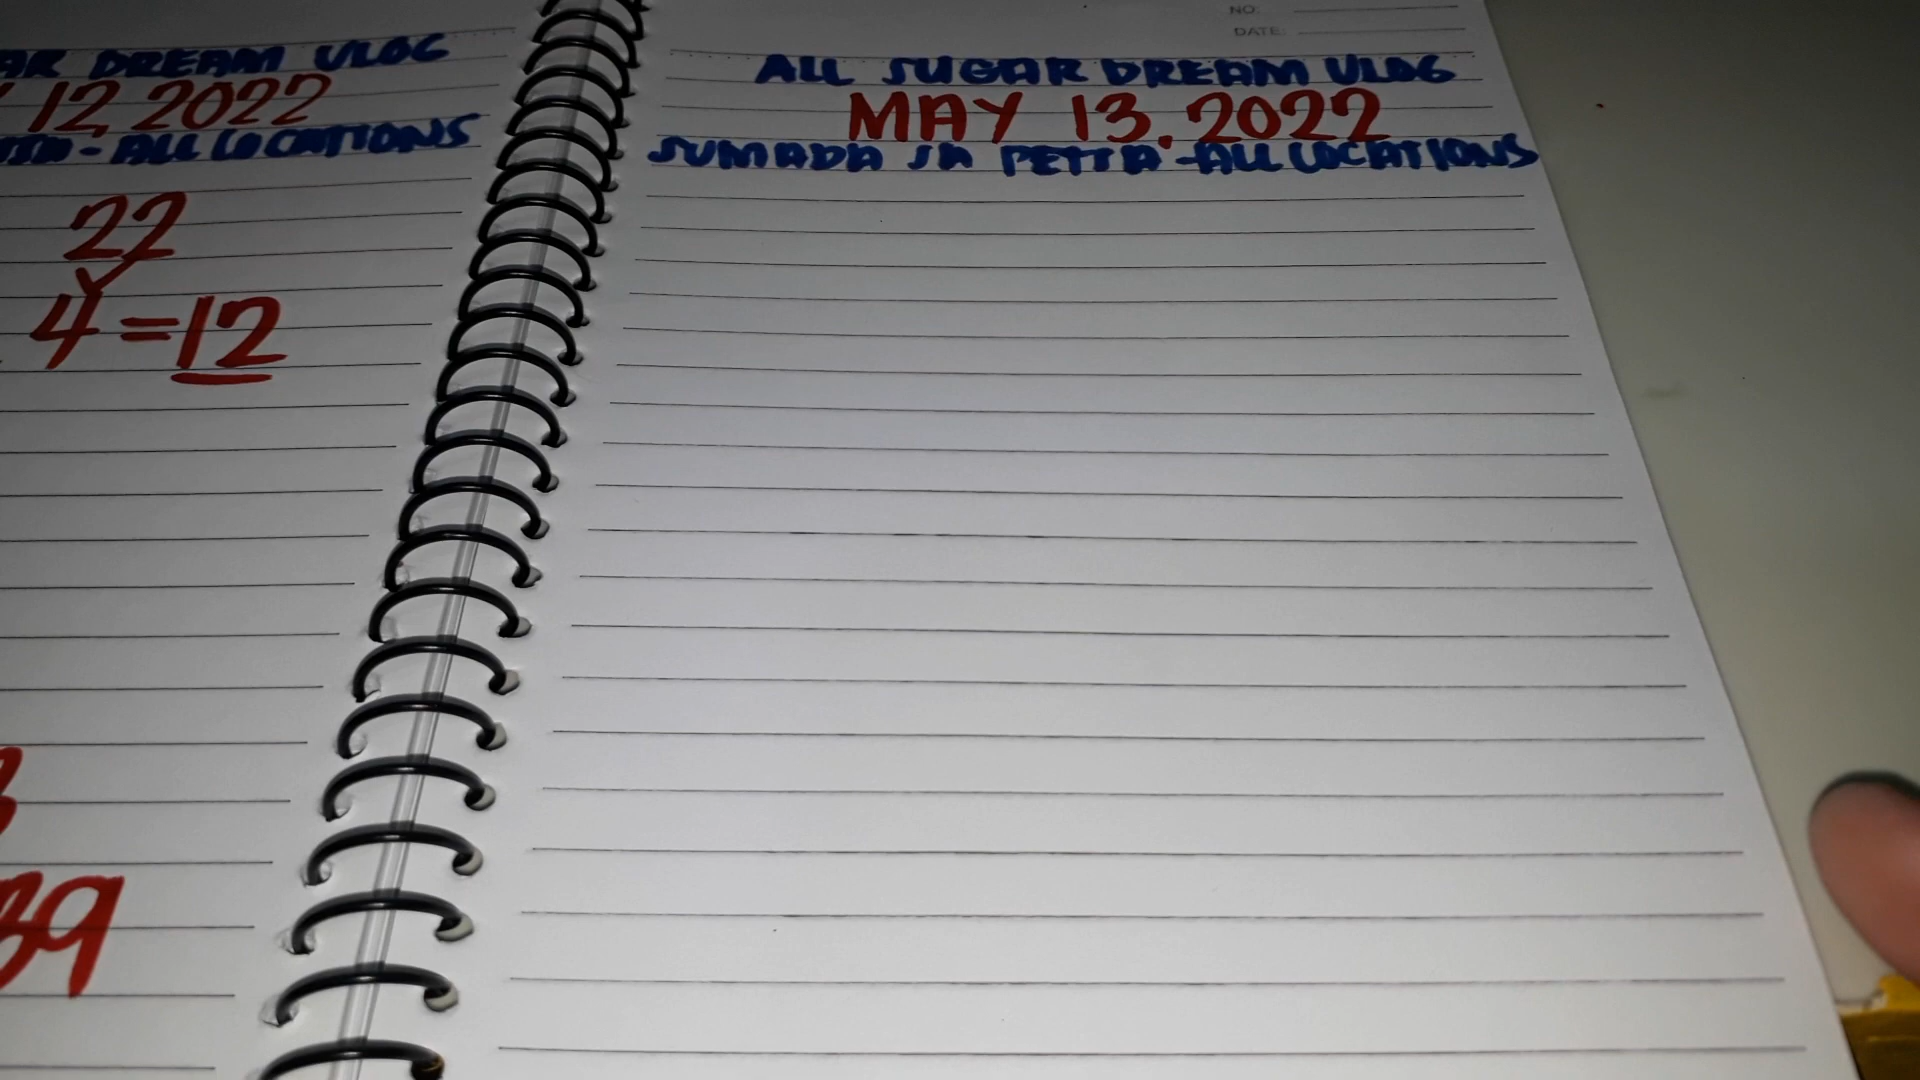 DREAM VLOG
12, 2022
- ALL LOCATIONS
22
4 = 12
39
NO:
DATE:
ALL SUGAR DREAM VLOG
MAY 13, 2022
SUMADA SA PETTA - ALL LOCATIONS